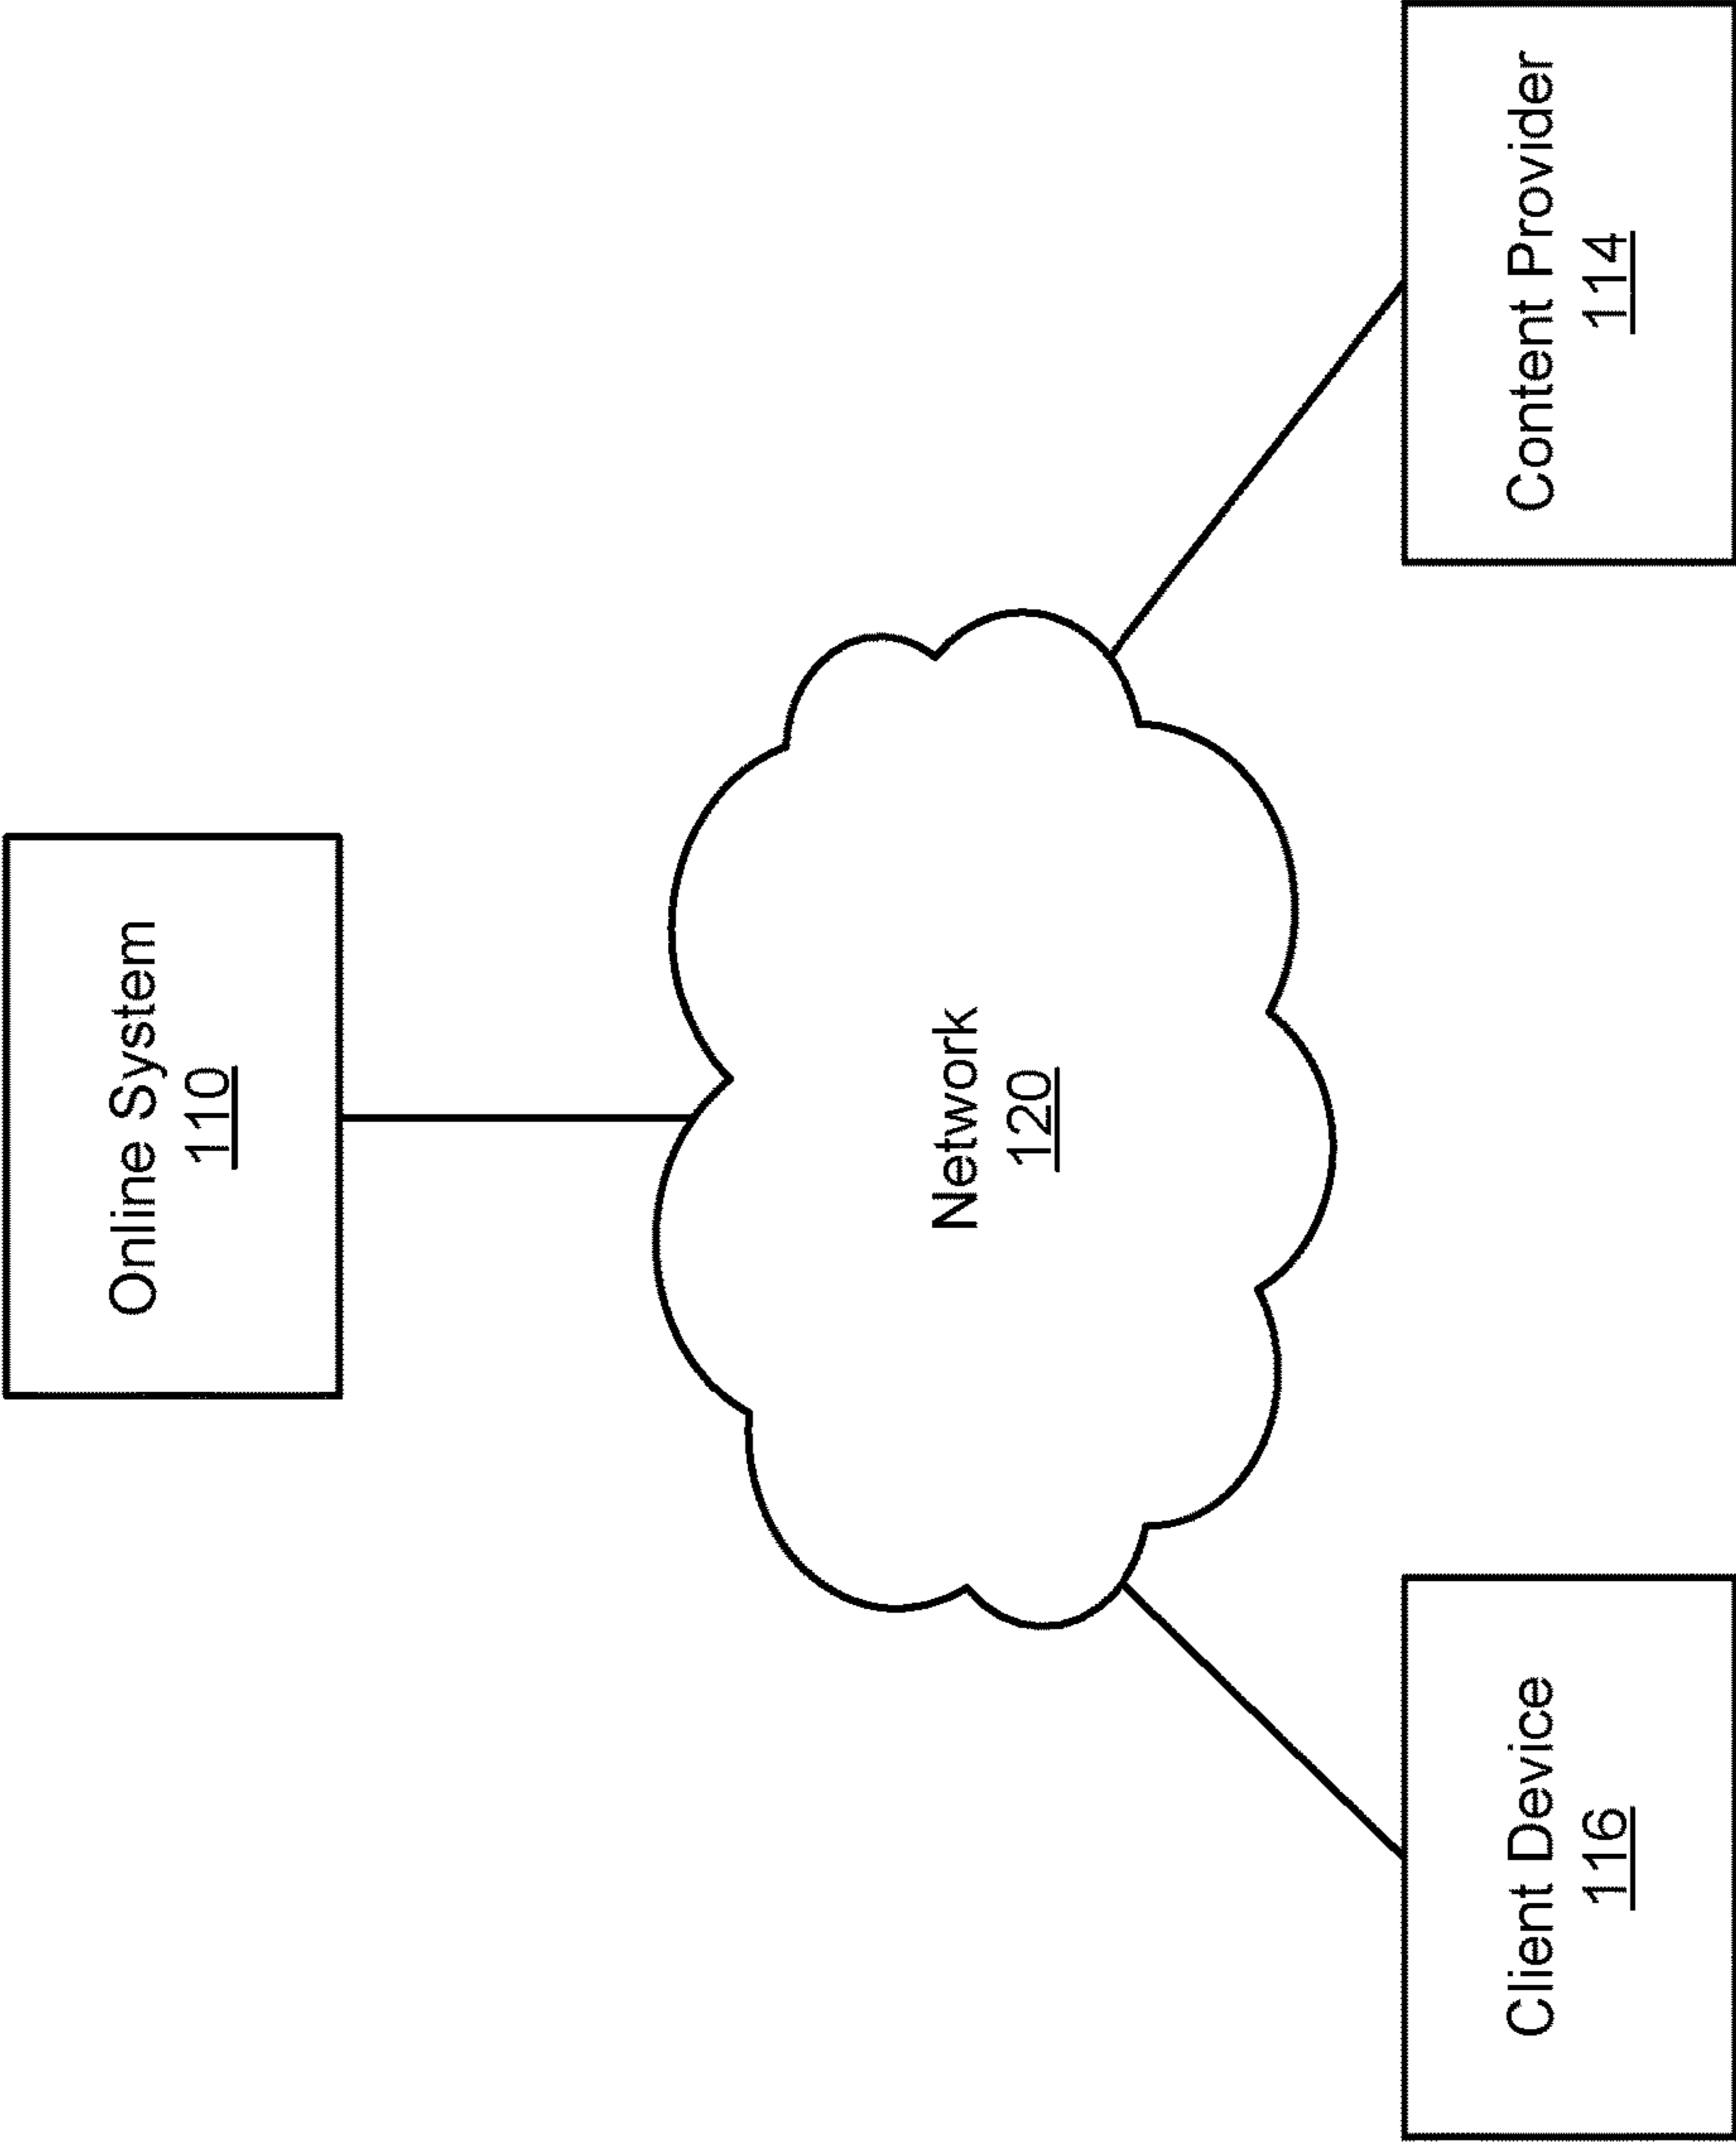 Online System
110
Network
120
Client Device
116
Content Provider
114